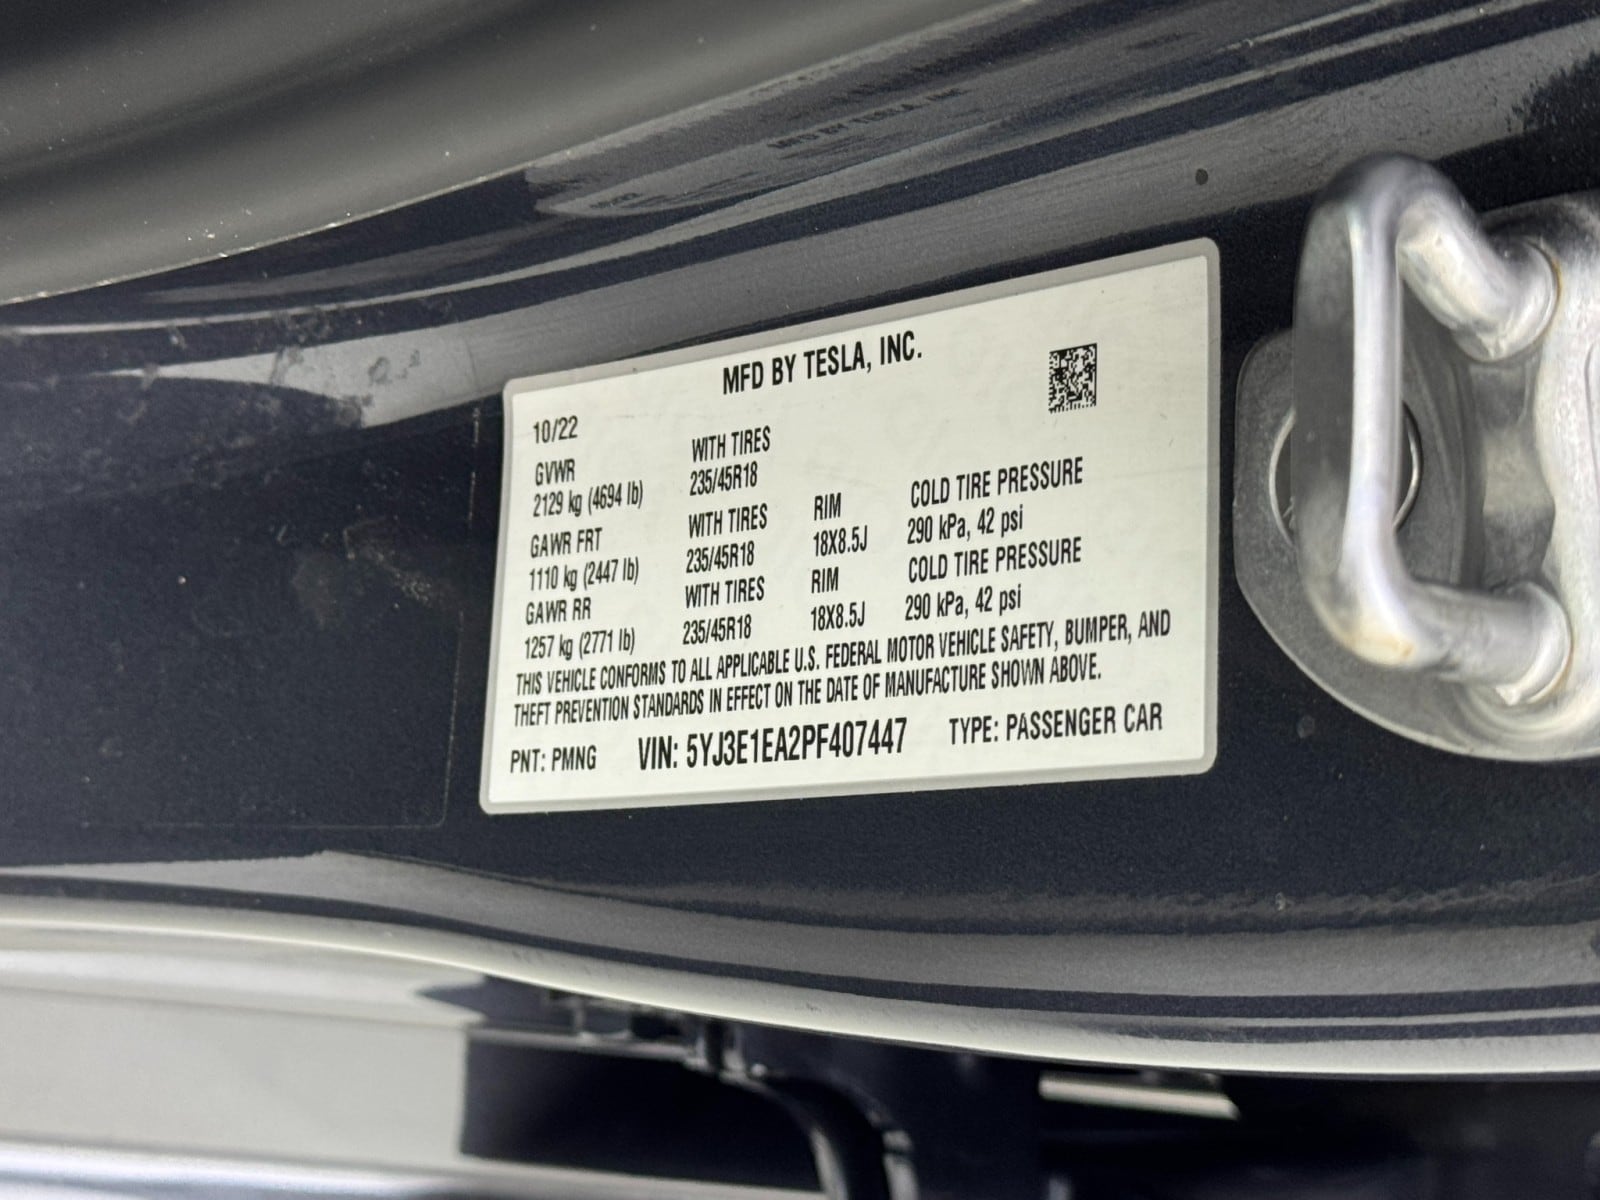 MFD BY TESLA, INC.
10/22
GVWR WITH TIRES
2129 kg (4694 lb) 235/45R18
GAWR FRT WITH TIRES RIM COLD TIRE PRESSURE
1110 kg (2447 lb) 235/45R18 18X8.5J 290 kPa, 42 psi
GAWR RR WITH TIRES RIM COLD TIRE PRESSURE
1257 kg (2771 lb) 235/45R18 18X8.5J 290 kPa, 42 psi
THIS VEHICLE CONFORMS TO ALL APPLICABLE U.S. FEDERAL MOTOR VEHICLE SAFETY, BUMPER, AND
THEFT PREVENTION STANDARDS IN EFFECT ON THE DATE OF MANUFACTURE SHOWN ABOVE.
PNT: PMNG VIN: 5YJ3E1EA2PF407447 TYPE: PASSENGER CAR